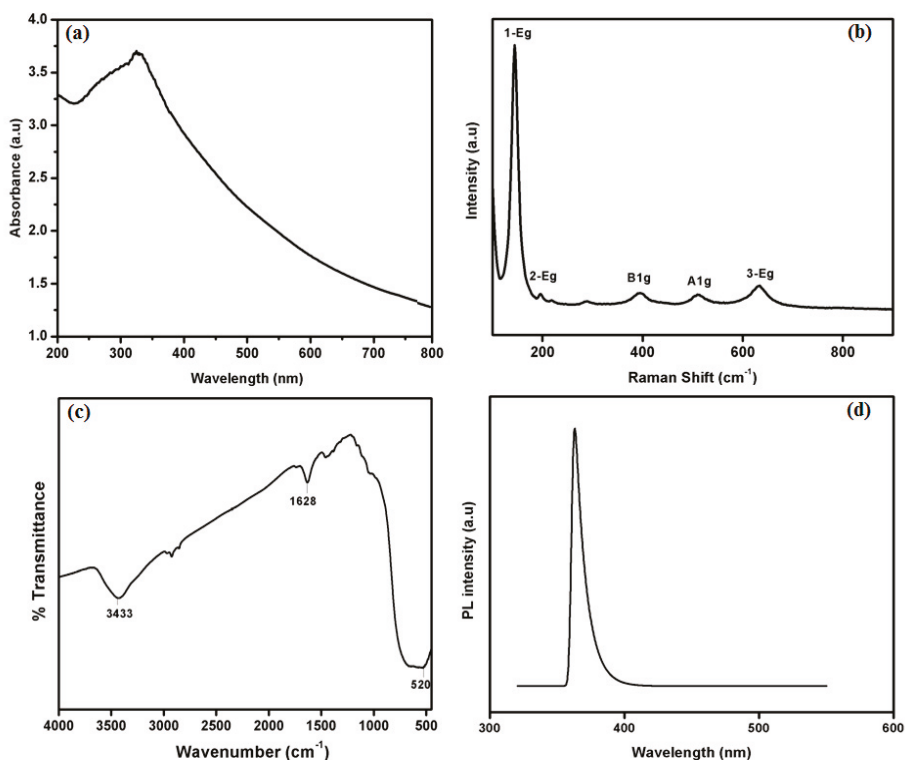 (a)
4.0
3.5
3.0
2.5
2.0
1.5
1.0
Absorbance (a.u)
200 300 400 500 600 700 800
Wavelength (nm)
(b)
1-Eg
2-Eg
B1g
A1g
3-Eg
Intensity (a.u)
200 400 600 800
Raman Shift (cm⁻¹)
(c)
1628
3433
520
% Transmittance
4000 3500 3000 2500 2000 1500 1000 500
Wavenumber (cm⁻¹)
(d)
PL intensity (a.u)
300 400 500 600
Wavelength (nm)